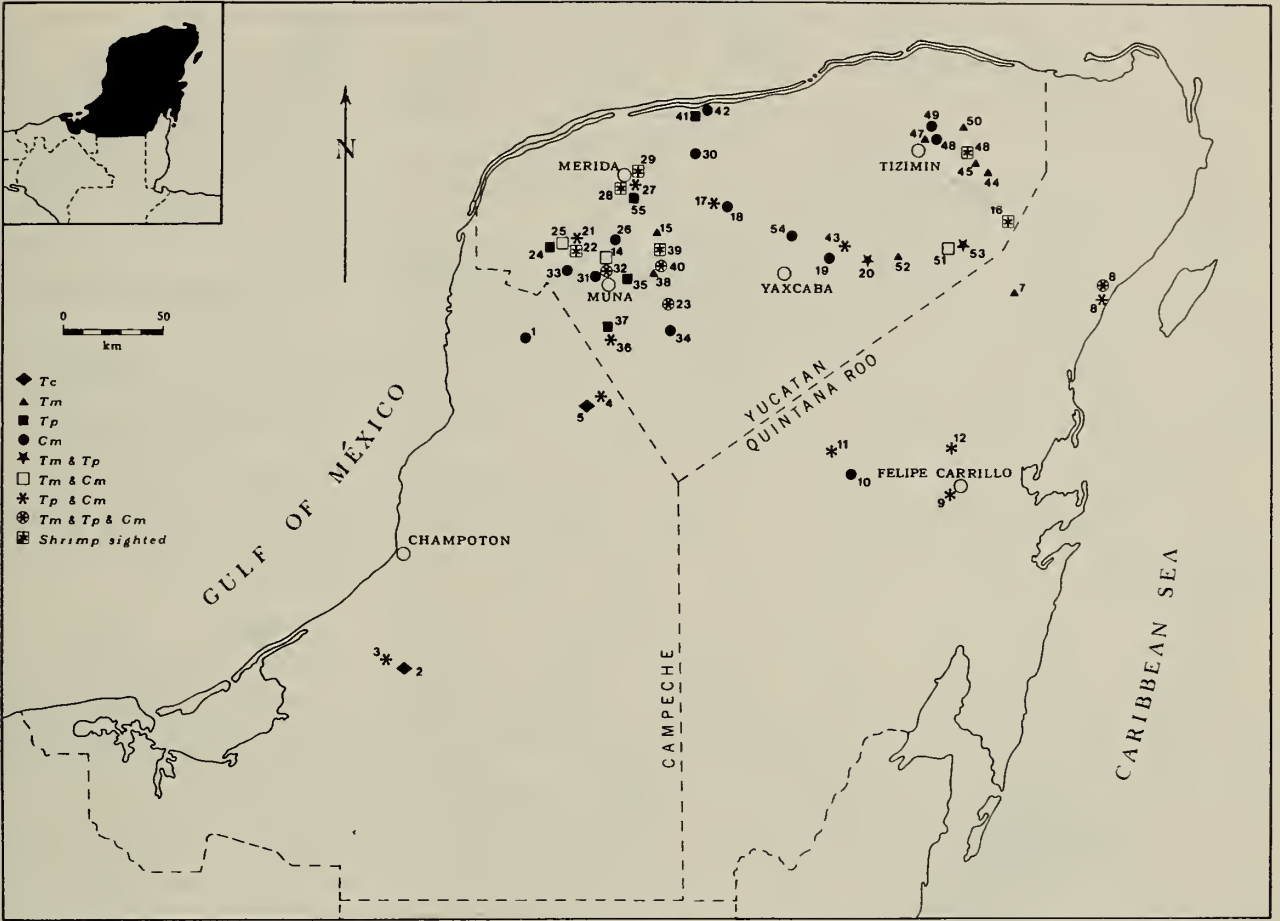 N
41
42
49
50
47
48
48
TIZIMIN
45
44
30
MERIDA
29
28
27
55
17
18
16
25
21
26
15
54
43
24
22
14
39
33
31
32
40
19
20
52
51
53
35
38
MUNA
YAXCABA
7
8
8
23
37
36
34
1
0 50
km
YUCATAN
QUINTANA ROO
4
5
Tc
Tm
Tp
Cm
Tm & Tp
Tm & Cm
Tp & Cm
Tm & Tp & Cm
Shrimp sighted
GULF OF MÉXICO
11
12
10
FELIPE CARRILLO
9
CHAMPOTON
3
2
CAMPECHE
CARIBBEAN SEA